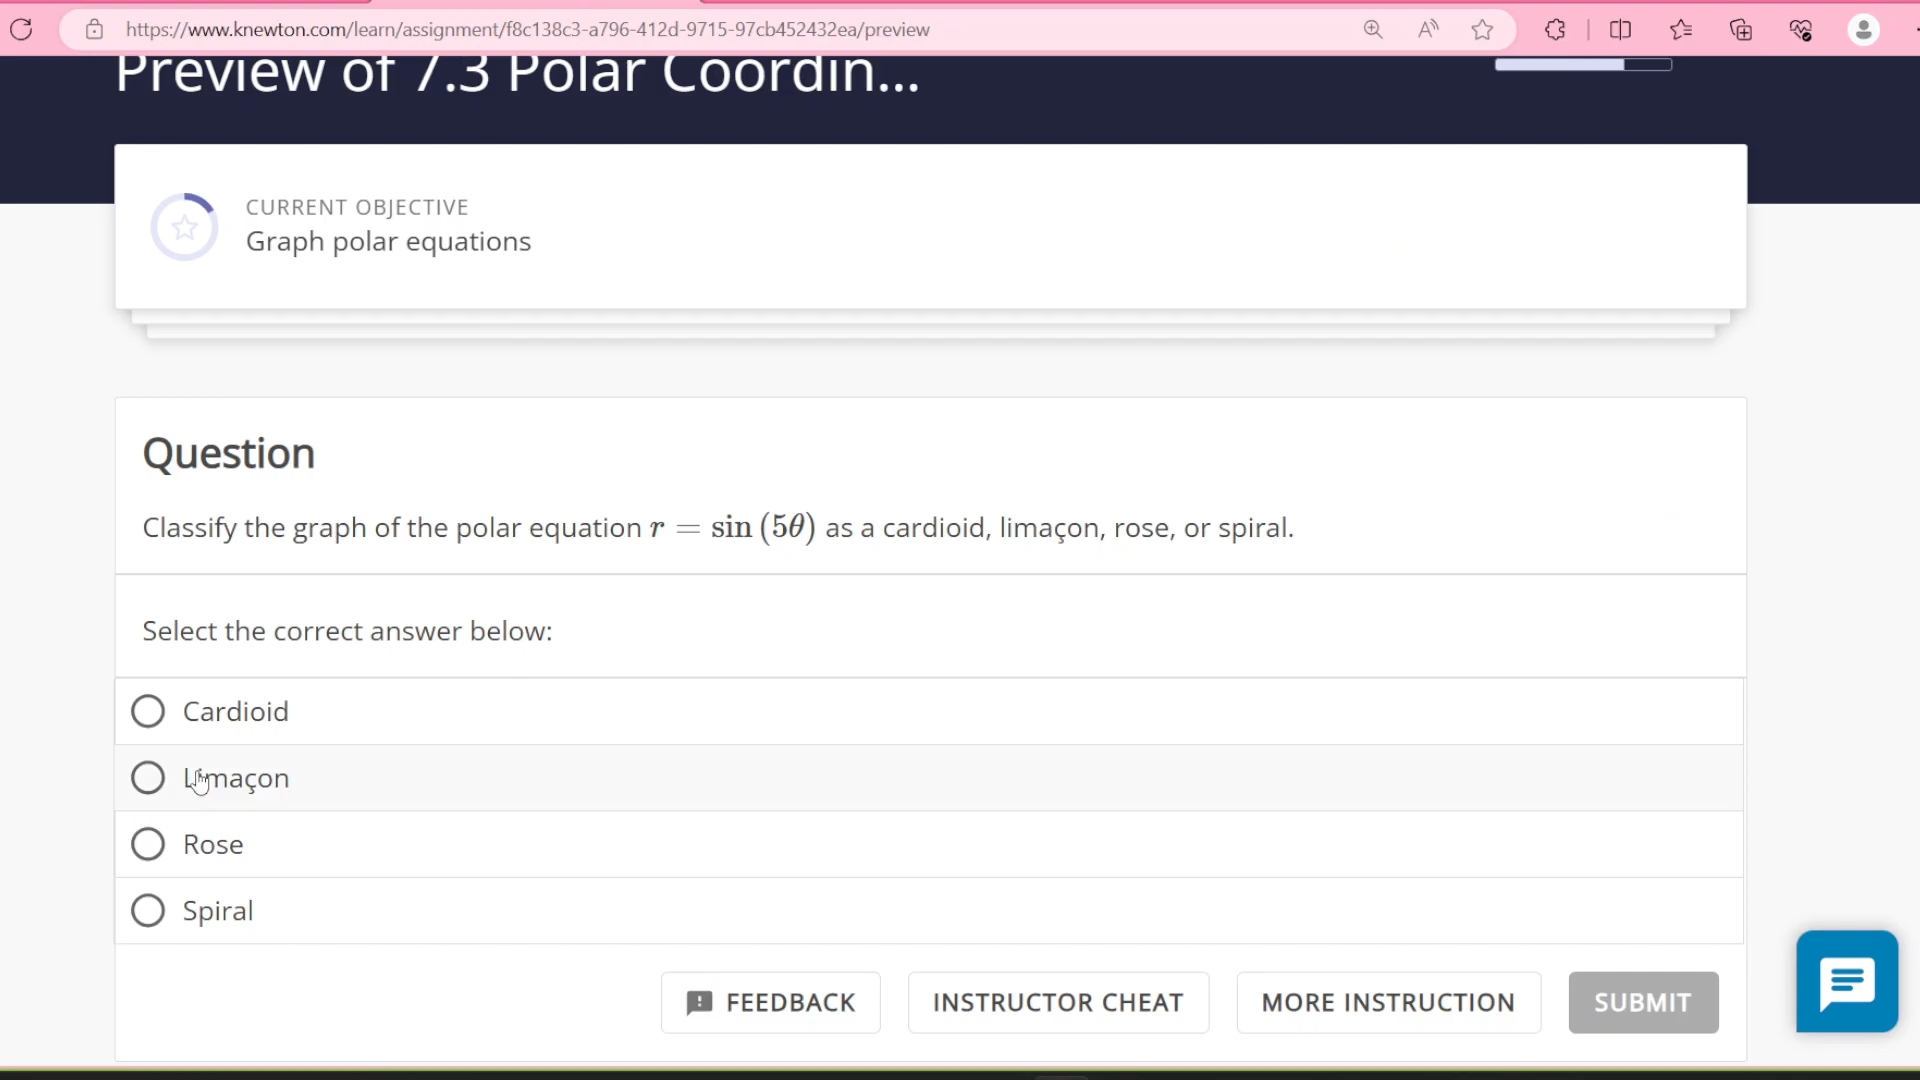 https://www.knewton.com/learn/assignment/f8c138c3-a796-412d-9715-97cb452432ea/preview
Preview of 7.3 Polar Coordin...
CURRENT OBJECTIVE
Graph polar equations
Question
Classify the graph of the polar equation r = sin (5θ) as a cardioid, limaçon, rose, or spiral.
Select the correct answer below:
Cardioid
Limaçon
Rose
Spiral
FEEDBACK
INSTRUCTOR CHEAT
MORE INSTRUCTION
SUBMIT